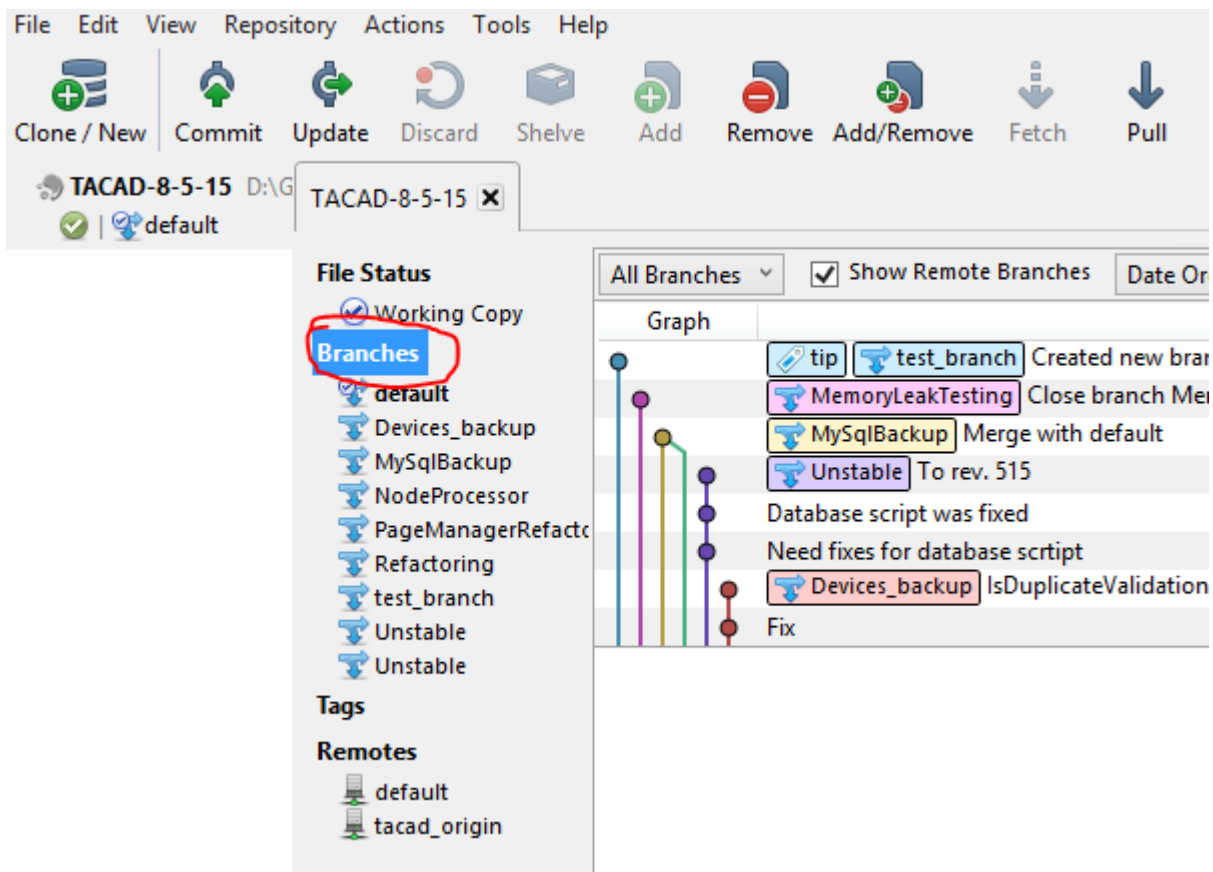 File Edit View Repository Actions Tools Help
Clone / New Commit Update Discard Shelve Add Remove Add/Remove Fetch Pull
TACAD-8-5-15 D:\G
default
TACAD-8-5-15
File Status
Working Copy
Branches
default
Devices_backup
MySqlBackup
NodeProcessor
PageManagerRefacto
Refactoring
test_branch
Unstable
Unstable
Tags
Remotes
default
tacad_origin
All Branches Show Remote Branches Date Or
Graph
tip test_branch Created new bran
MemoryLeakTesting Close branch Mem
MySqlBackup Merge with default
Unstable To rev. 515
Database script was fixed
Need fixes for database scrtipt
Devices_backup IsDuplicateValidation
Fix